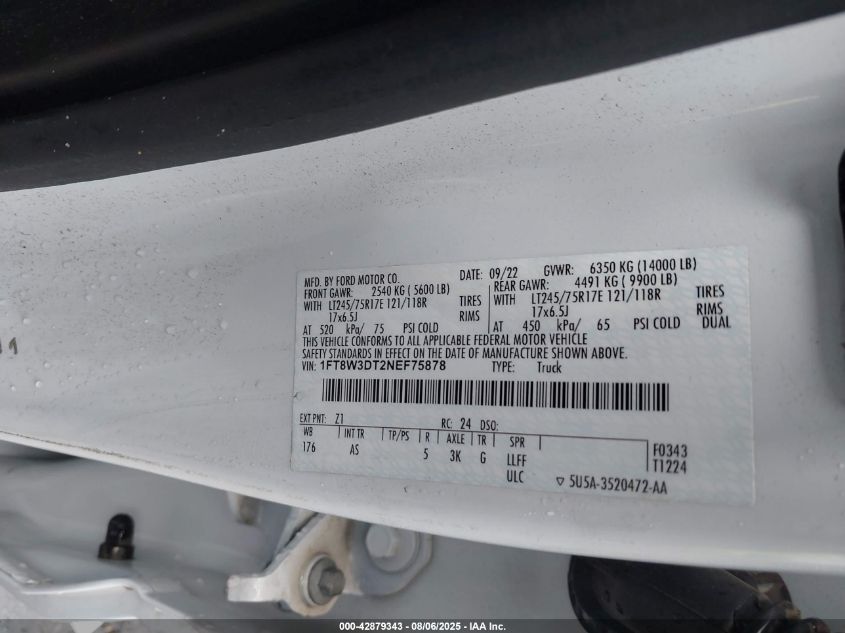 MFD. BY FORD MOTOR CO. DATE: 09/22 GVWR: 6350 KG (14000 LB)
FRONT GAWR: 2540 KG ( 5600 LB) REAR GAWR: 4491 KG ( 9900 LB)
WITH LT245/75R17E 121/118R TIRES WITH LT245/75R17E 121/118R TIRES
17x6.5J RIMS 17x6.5J RIMS
AT 520 kPa/ 75 PSI COLD AT 450 kPa/ 65 PSI COLD DUAL
THIS VEHICLE CONFORMS TO ALL APPLICABLE FEDERAL MOTOR VEHICLE
SAFETY STANDARDS IN EFFECT ON THE DATE OF MANUFACTURE SHOWN ABOVE.
VIN: 1FT8W3DT2NEF75878 TYPE: Truck
EXT PNT: Z1 RC: 24 DSO:
WB INT TR TP/PS R AXLE TR SPR F0343
176 AS 5 3K G LLFF T1224
ULC ▽ 5U5A-3520472-AA
000-42879343 - 08/06/2025 - IAA Inc.